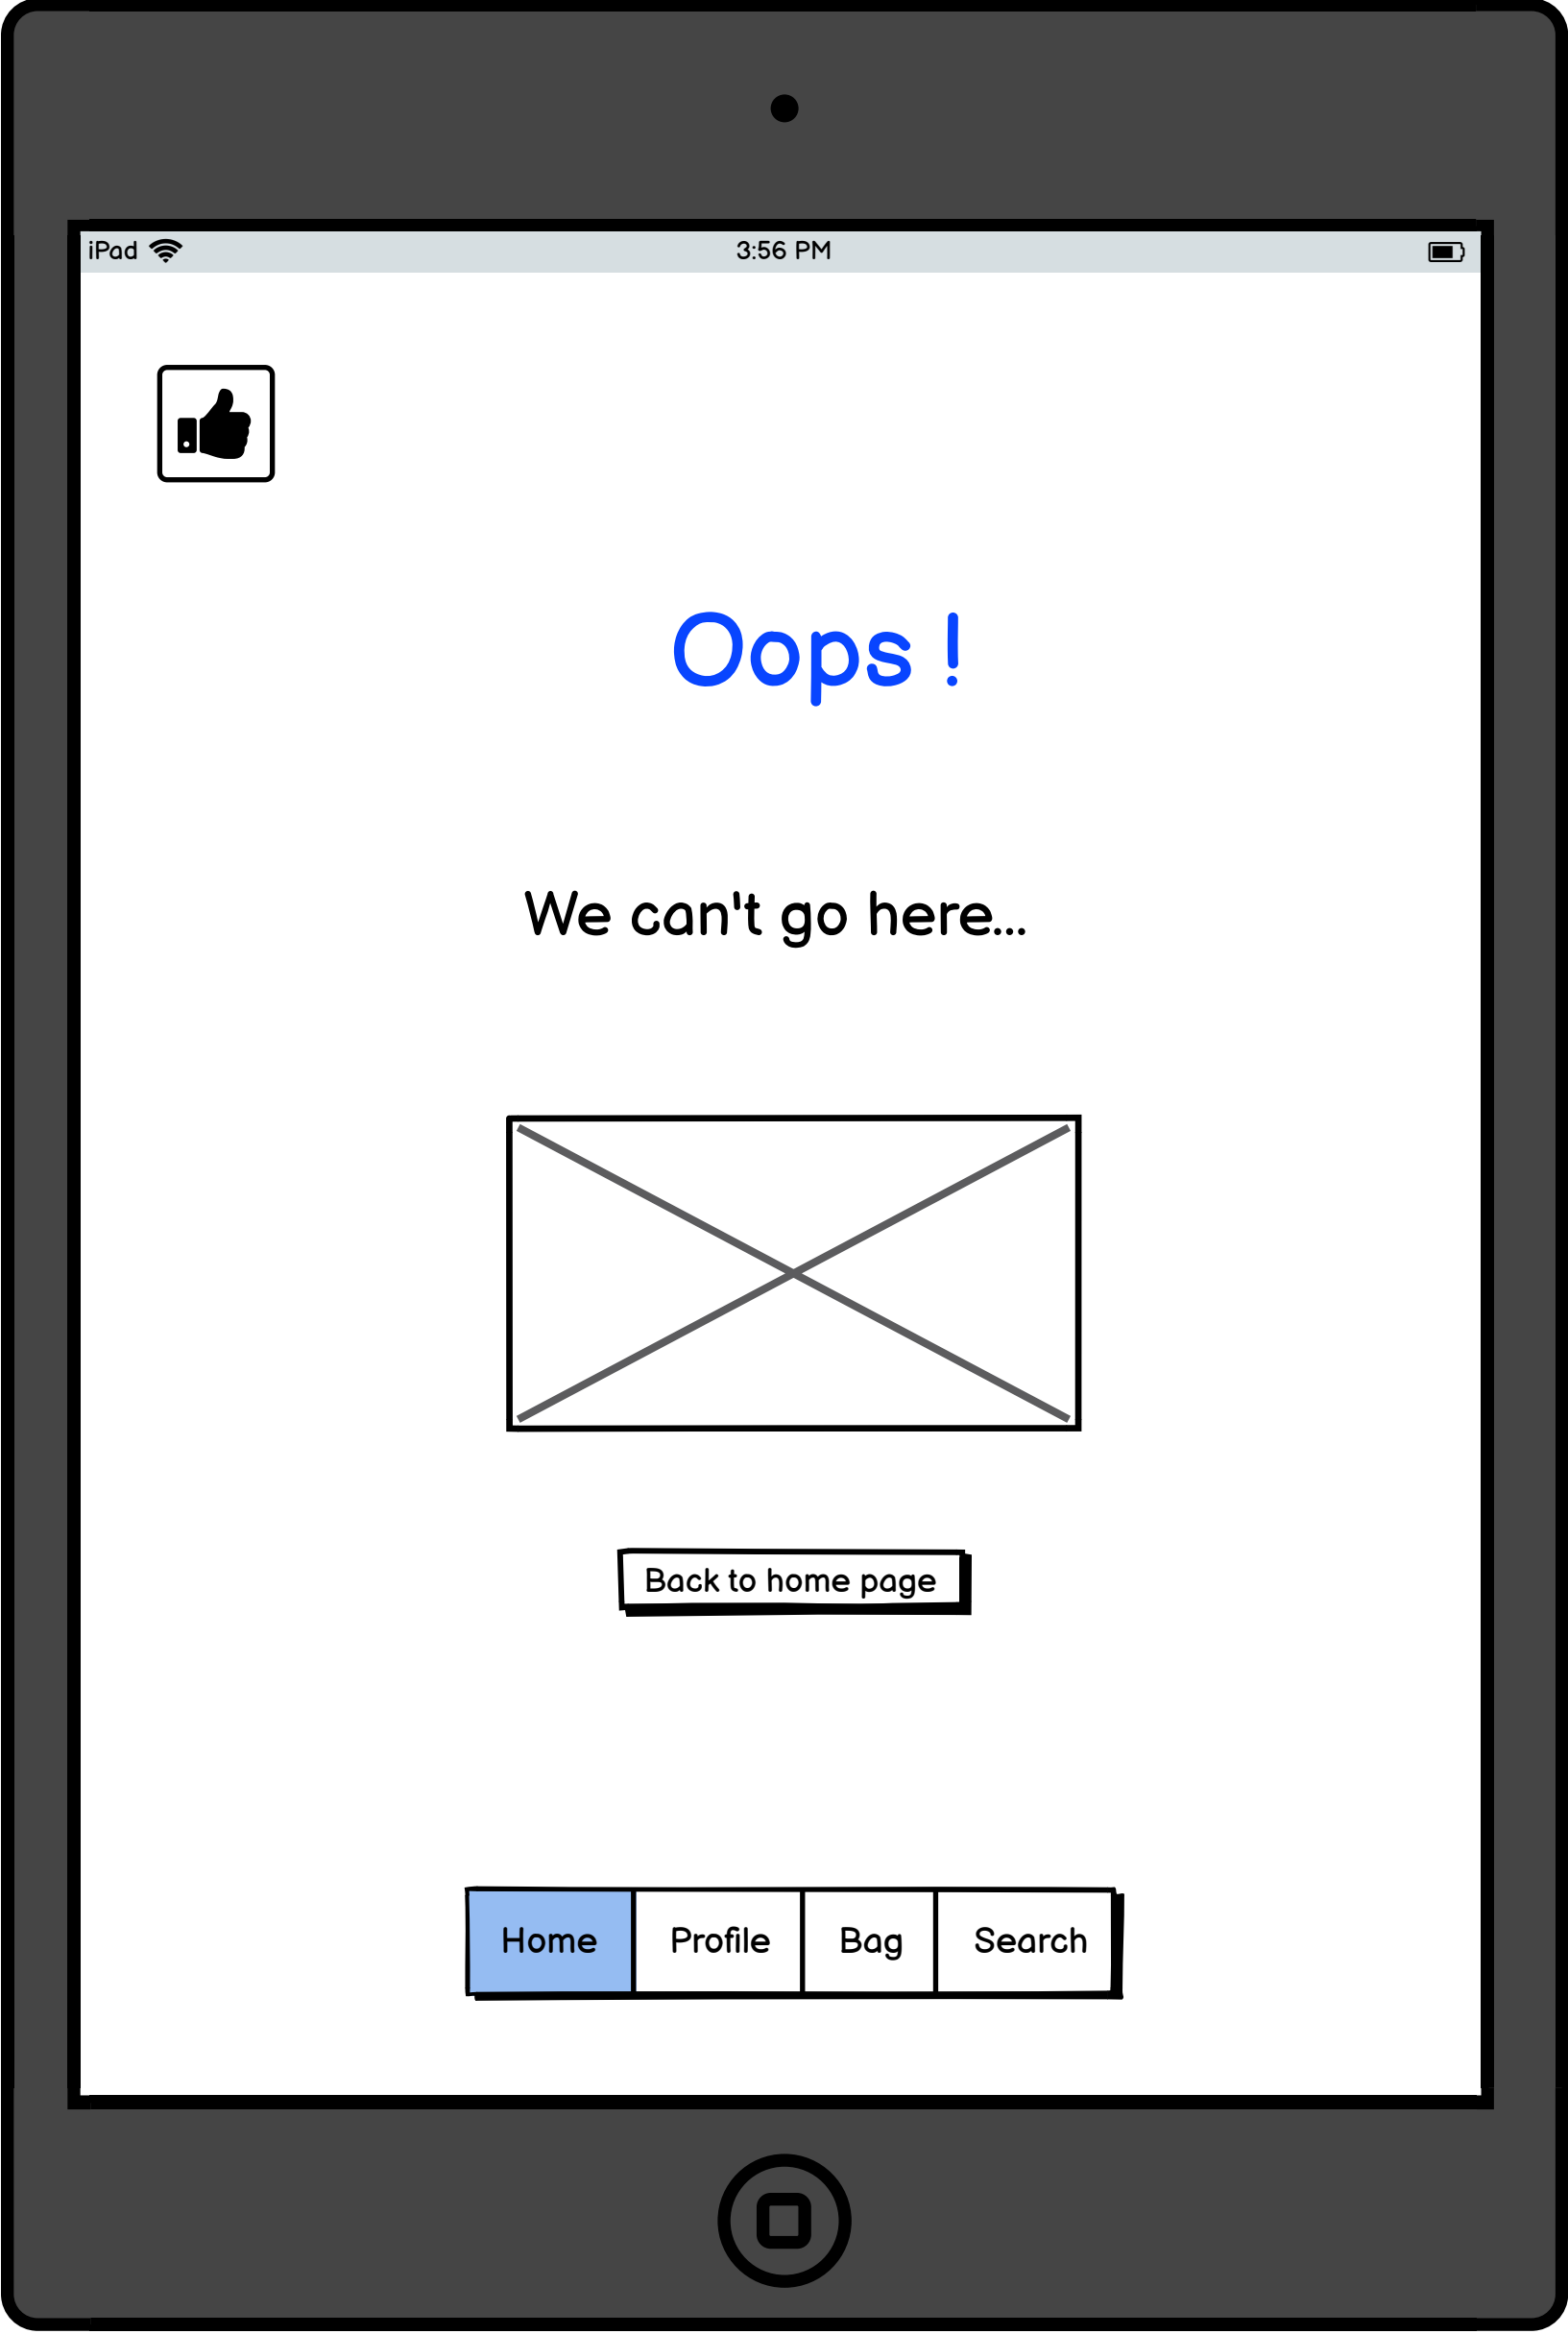 iPad 3:56 PM
Oops !
We can't go here...
Back to home page
Home Profile Bag Search